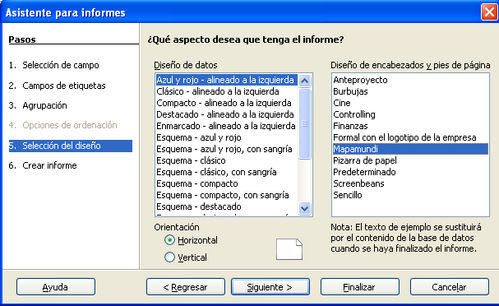 Asistente para informes
Pasos
1. Selección de campo
2. Campos de etiquetas
3. Agrupación
4. Opciones de ordenación
5. Selección del diseño
6. Crear informe
¿Qué aspecto desea que tenga el informe?
Diseño de datos
Azul y rojo - alineado a la izquierda
Clásico - alineado a la izquierda
Compacto - alineado a la izquierda
Destacado - alineado a la izquierda
Enmarcado - alineado a la izquierda
Esquema - azul y rojo
Esquema - azul y rojo, con sangría
Esquema - clásico
Esquema - clásico, con sangría
Esquema - compacto
Esquema - compacto, con sangría
Esquema - destacado
Diseño de encabezados y pies de página
Anteproyecto
Burbujas
Cine
Controlling
Finanzas
Formal con el logotipo de la empresa
Mapamundi
Pizarra de papel
Predeterminado
Screenbeans
Sencillo
Orientación
Horizontal
Vertical
Nota: El texto de ejemplo se sustituirá
por el contenido de la base de datos
cuando se haya finalizado el informe.
Ayuda
< Regresar
Siguiente >
Finalizar
Cancelar